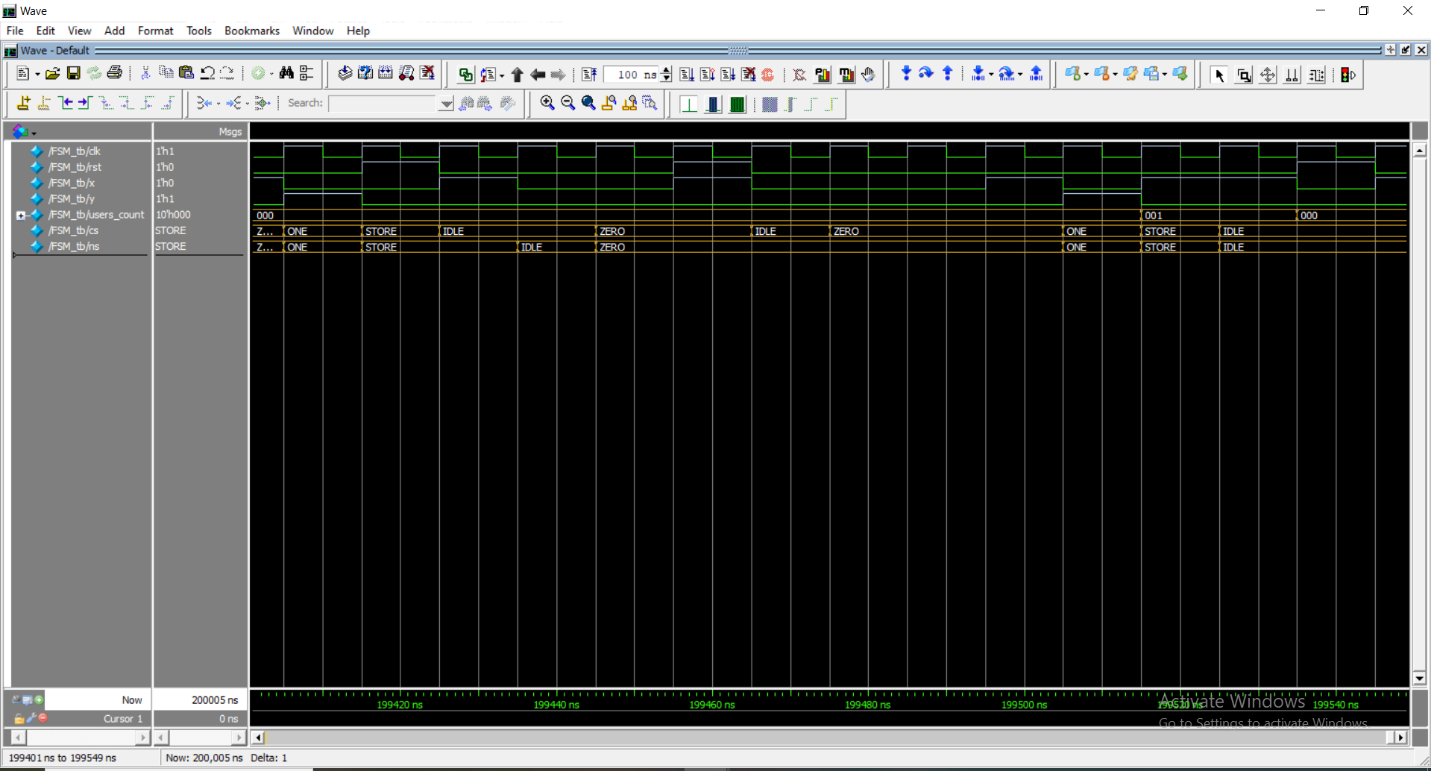 Wave
File Edit View Add Format Tools Bookmarks Window Help
Wave - Default
100 ns
Search:
Msgs
/FSM_tb/clk 1'h1
/FSM_tb/rst 1'h0
/FSM_tb/x 1'h0
/FSM_tb/y 1'h1
/FSM_tb/users_count 10'h000 000 001 000
/FSM_tb/cs STORE Z... ONE STORE IDLE ZERO IDLE ZERO ONE STORE IDLE
/FSM_tb/ns STORE Z... ONE STORE IDLE ZERO ONE STORE IDLE
Now 200005 ns
199420 ns 199440 ns 199460 ns 199480 ns 199500 ns 199520 ns 199540 ns
Activate Windows
Cursor 1 0 ns
Go to Settings to activate Windows.
199401 ns to 199549 ns Now: 200,005 ns Delta: 1